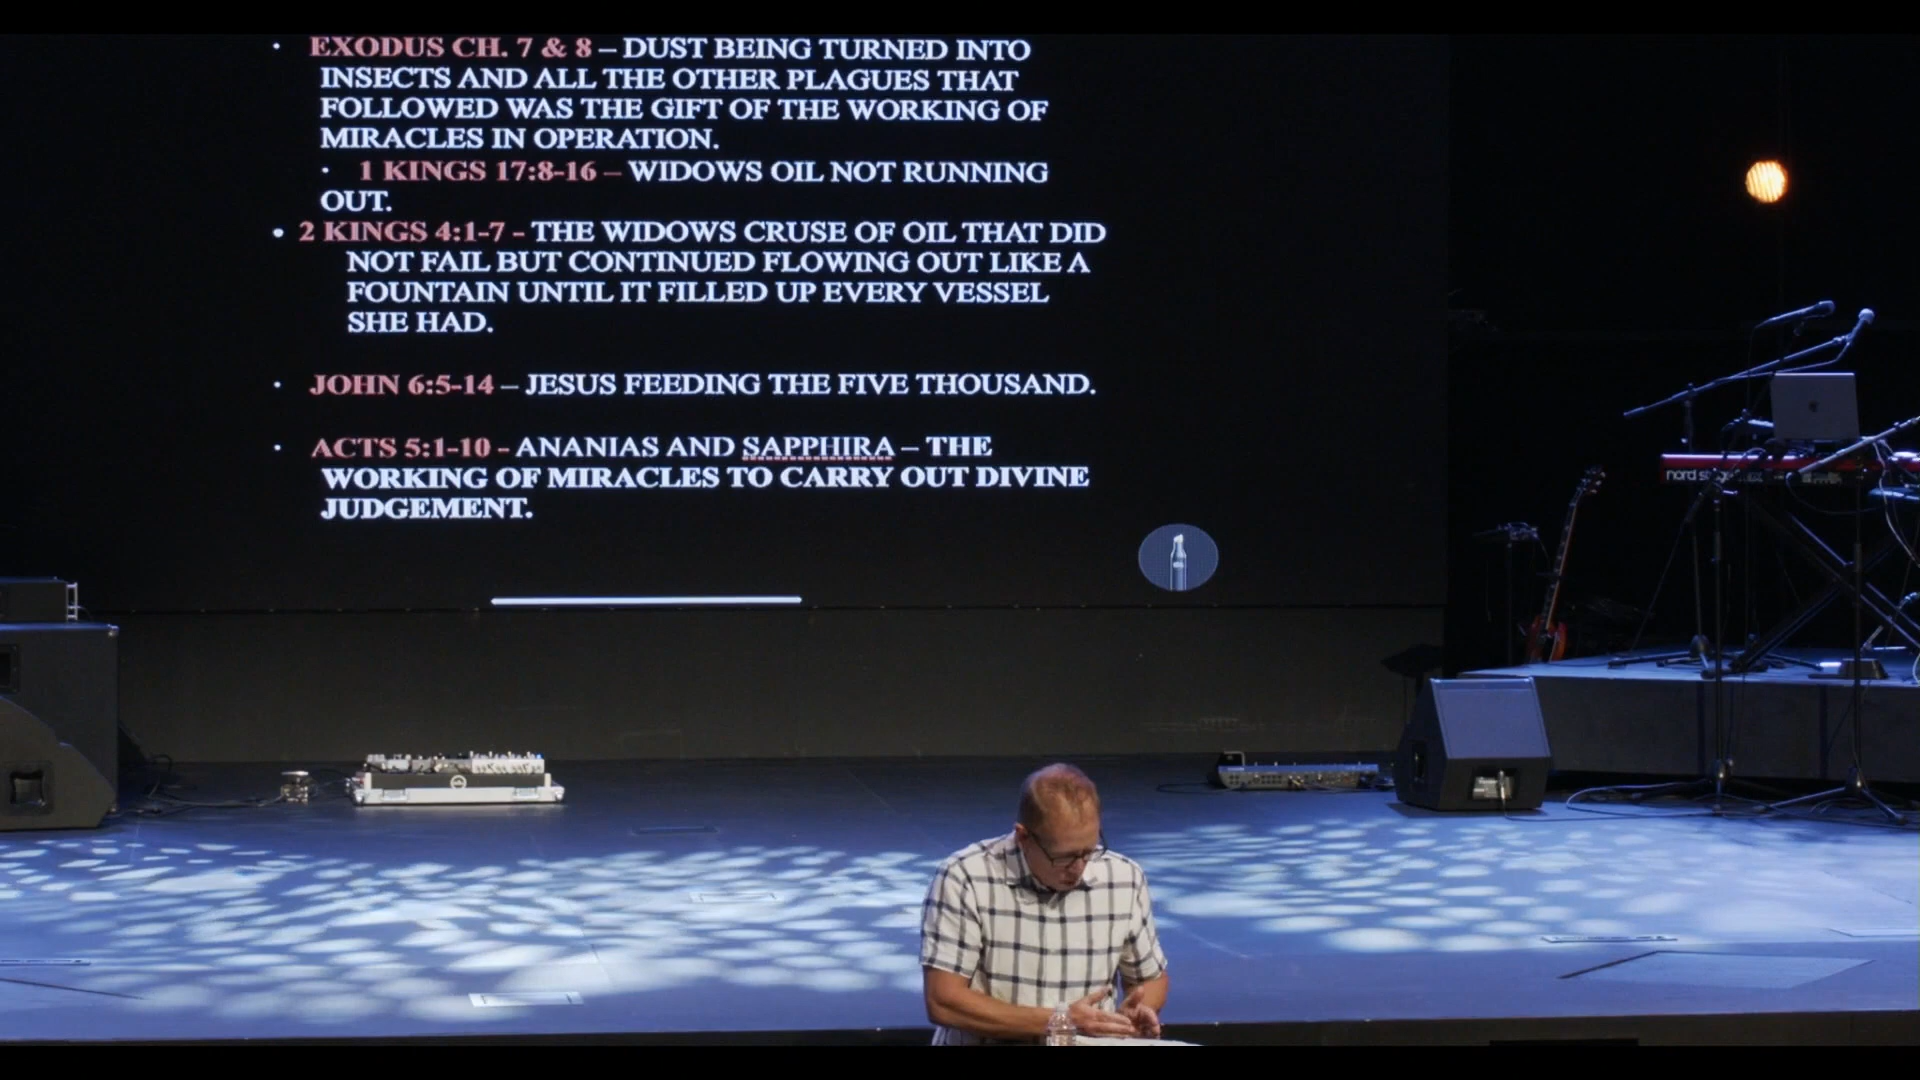 • EXODUS CH. 7 & 8 – DUST BEING TURNED INTO
INSECTS AND ALL THE OTHER PLAGUES THAT
FOLLOWED WAS THE GIFT OF THE WORKING OF
MIRACLES IN OPERATION.
• 1 KINGS 17:8-16 – WIDOWS OIL NOT RUNNING
OUT.
• 2 KINGS 4:1-7 - THE WIDOWS CRUSE OF OIL THAT DID
NOT FAIL BUT CONTINUED FLOWING OUT LIKE A
FOUNTAIN UNTIL IT FILLED UP EVERY VESSEL
SHE HAD.
• JOHN 6:5-14 – JESUS FEEDING THE FIVE THOUSAND.
• ACTS 5:1-10 - ANANIAS AND SAPPHIRA – THE
WORKING OF MIRACLES TO CARRY OUT DIVINE
JUDGEMENT.
nord